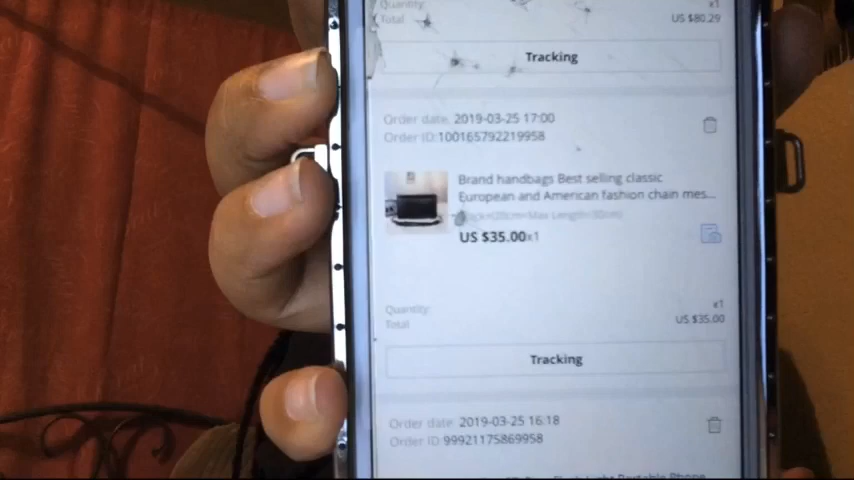 Quantity x1
Total US $80.29
Tracking
Order date 2019-03-25 17:00
Order ID:100165792219958
Brand handbags Best selling classic
European and American fashion chain mes...
US $35.00x1
Quantity x1
Total US $35.00
Tracking
Order date 2019-03-25 16:18
Order ID:99921175869958